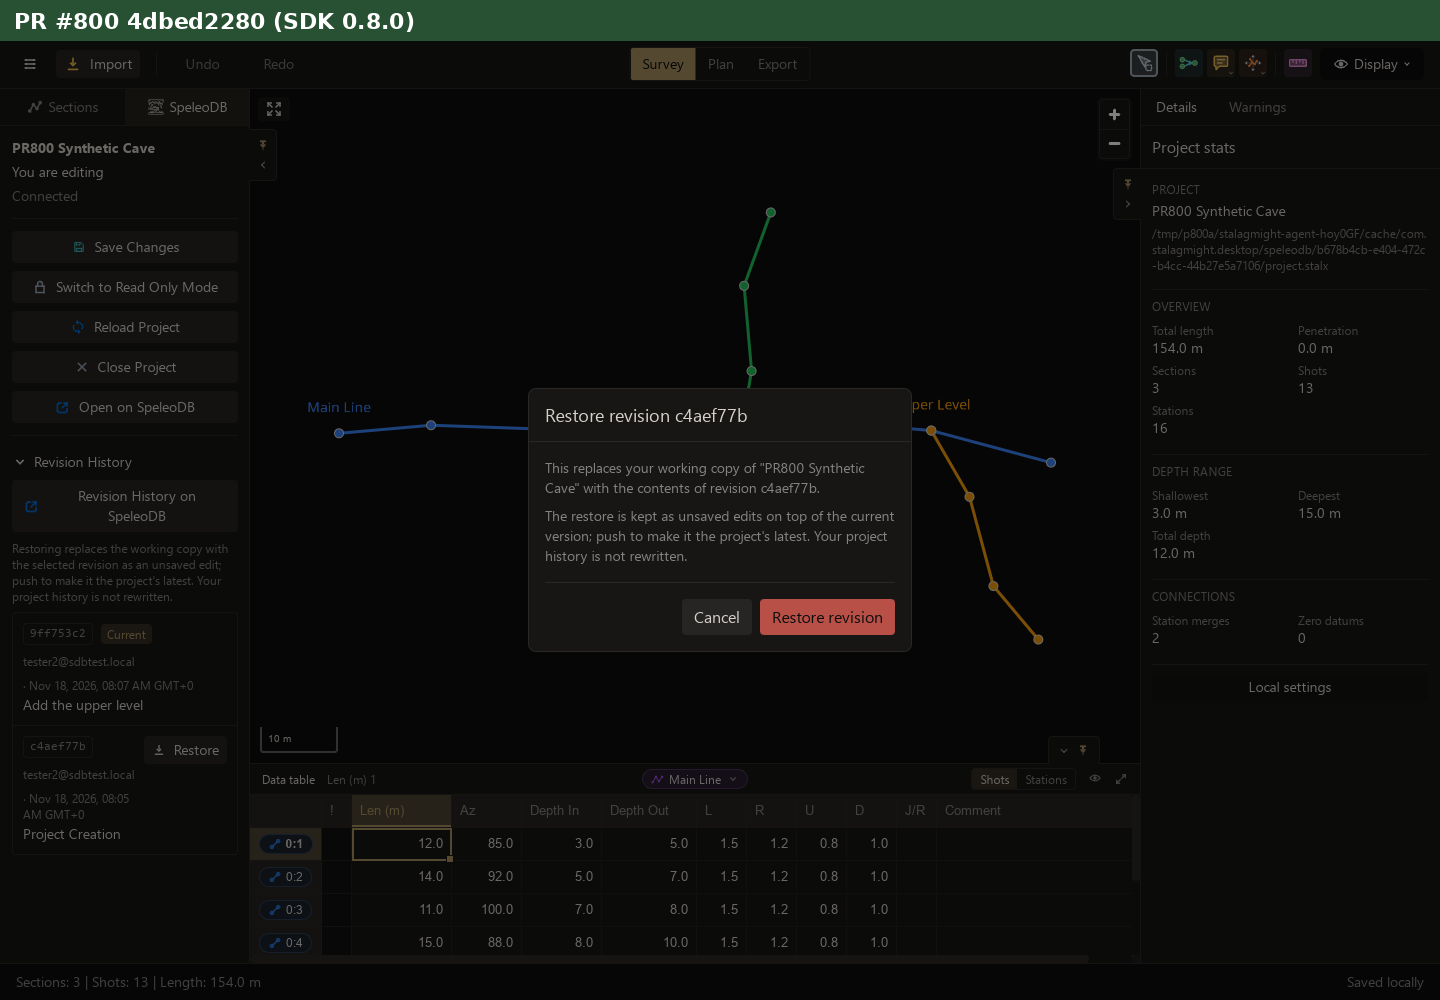 PR #800 4dbed2280 (SDK 0.8.0)
Import
Undo
Redo
Survey
Plan
Export
Display
Sections
SpeleoDB
PR800 Synthetic Cave
You are editing
Connected
Save Changes
Switch to Read Only Mode
Reload Project
Close Project
Open on SpeleoDB
Revision History
Revision History on
SpeleoDB
Restoring replaces the working copy with
the selected revision as an unsaved edit;
push to make it the project's latest. Your
project history is not rewritten.
9ff753c2
Current
tester2@sdbtest.local
· Nov 18, 2026, 08:07 AM GMT+0
Add the upper level
c4aef77b
Restore
tester2@sdbtest.local
· Nov 18, 2026, 08:05
AM GMT+0
Project Creation
Main Line
per Level
10 m
Restore revision c4aef77b
This replaces your working copy of "PR800 Synthetic
Cave" with the contents of revision c4aef77b.
The restore is kept as unsaved edits on top of the current
version; push to make it the project's latest. Your project
history is not rewritten.
Cancel
Restore revision
Data table
Len (m) 1
Main Line
Shots
Stations
! Len (m) Az Depth In Depth Out L R U D J/R Comment
0:1 12.0 85.0 3.0 5.0 1.5 1.2 0.8 1.0
0:2 14.0 92.0 5.0 7.0 1.5 1.2 0.8 1.0
0:3 11.0 100.0 7.0 8.0 1.5 1.2 0.8 1.0
0:4 15.0 88.0 8.0 10.0 1.5 1.2 0.8 1.0
Details
Warnings
Project stats
PROJECT
PR800 Synthetic Cave
/tmp/p800a/stalagmight-agent-hoy0GF/cache/com.
stalagmight.desktop/speleodb/b678b4cb-e404-472c
-b4cc-44b27e5a7106/project.stalx
OVERVIEW
Total length
Penetration
154.0 m
0.0 m
Sections
Shots
3
13
Stations
16
DEPTH RANGE
Shallowest
Deepest
3.0 m
15.0 m
Total depth
12.0 m
CONNECTIONS
Station merges
Zero datums
2
0
Local settings
Sections: 3 | Shots: 13 | Length: 154.0 m
Saved locally